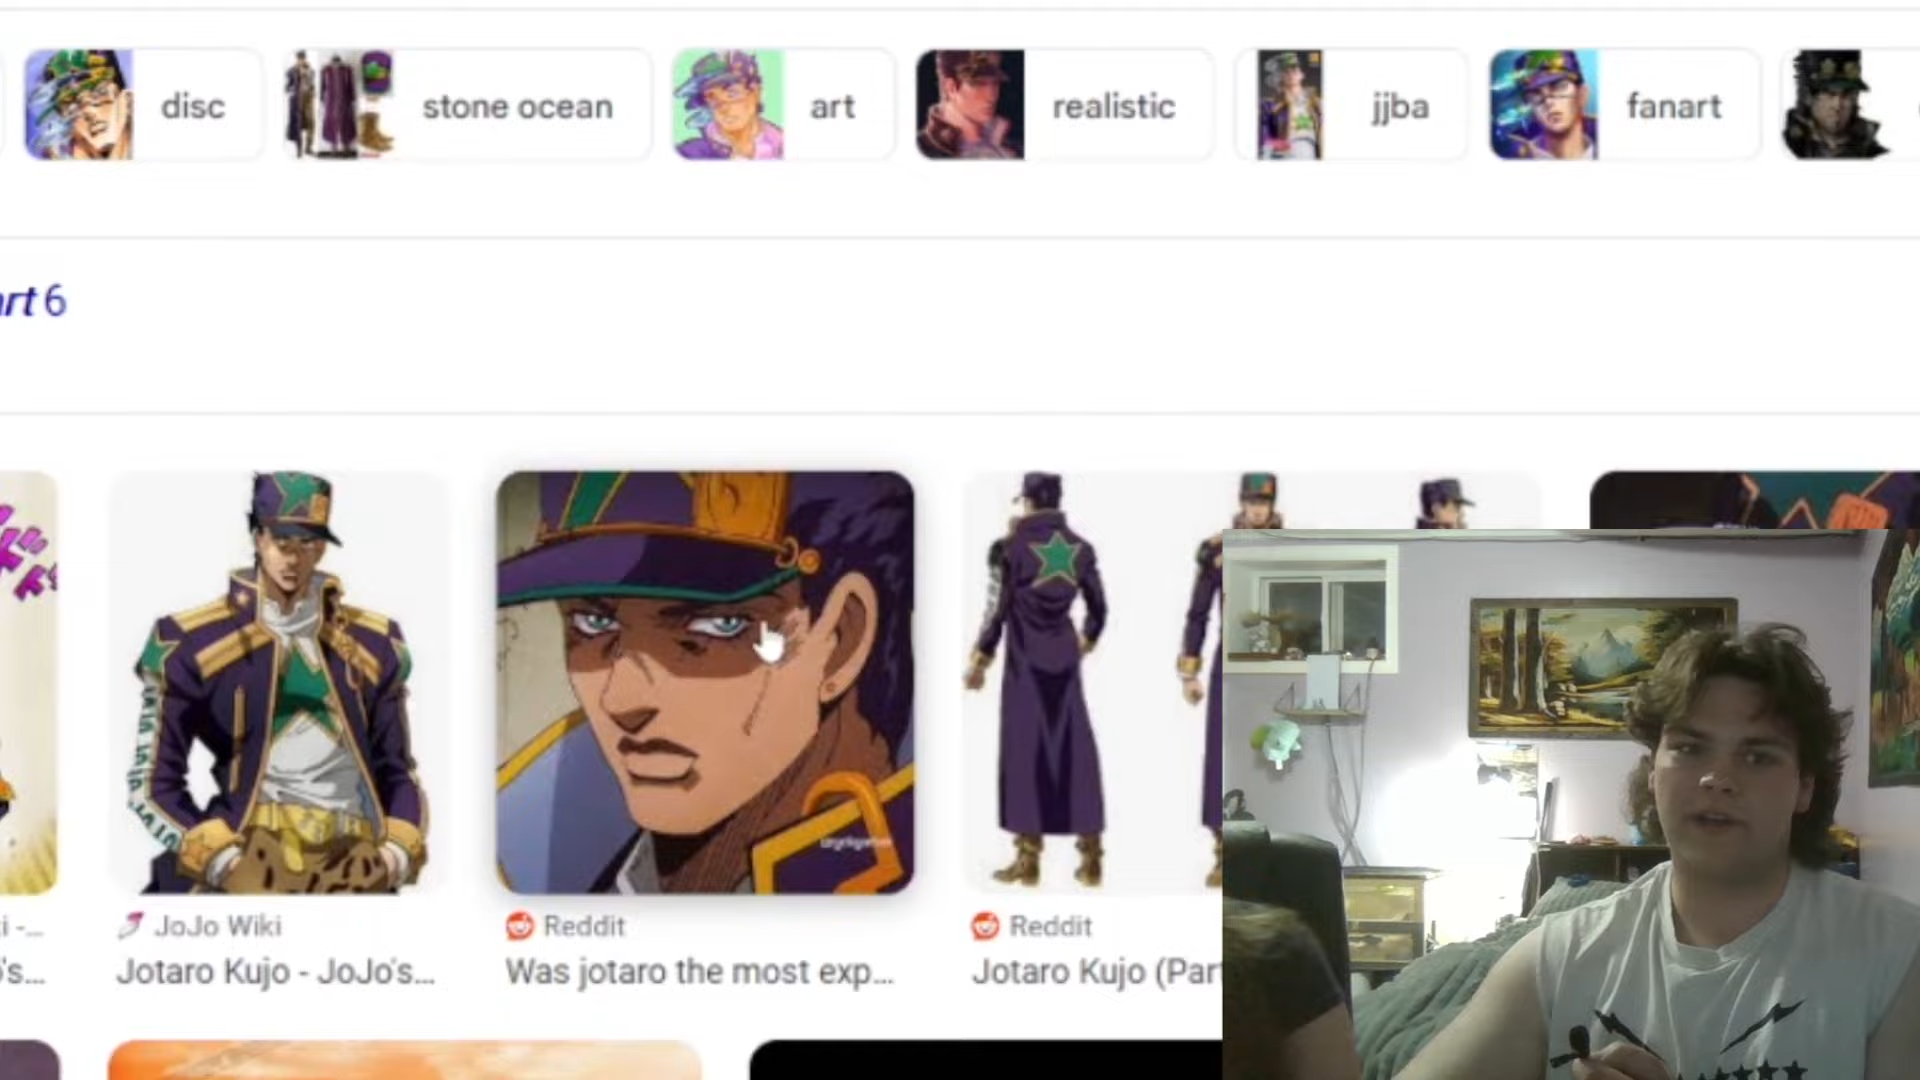 disc
stone ocean
art
realistic
jjba
fanart
art 6
JoJo Wiki
Jotaro Kujo - JoJo's...
Reddit
Was jotaro the most exp...
Reddit
Jotaro Kujo (Par